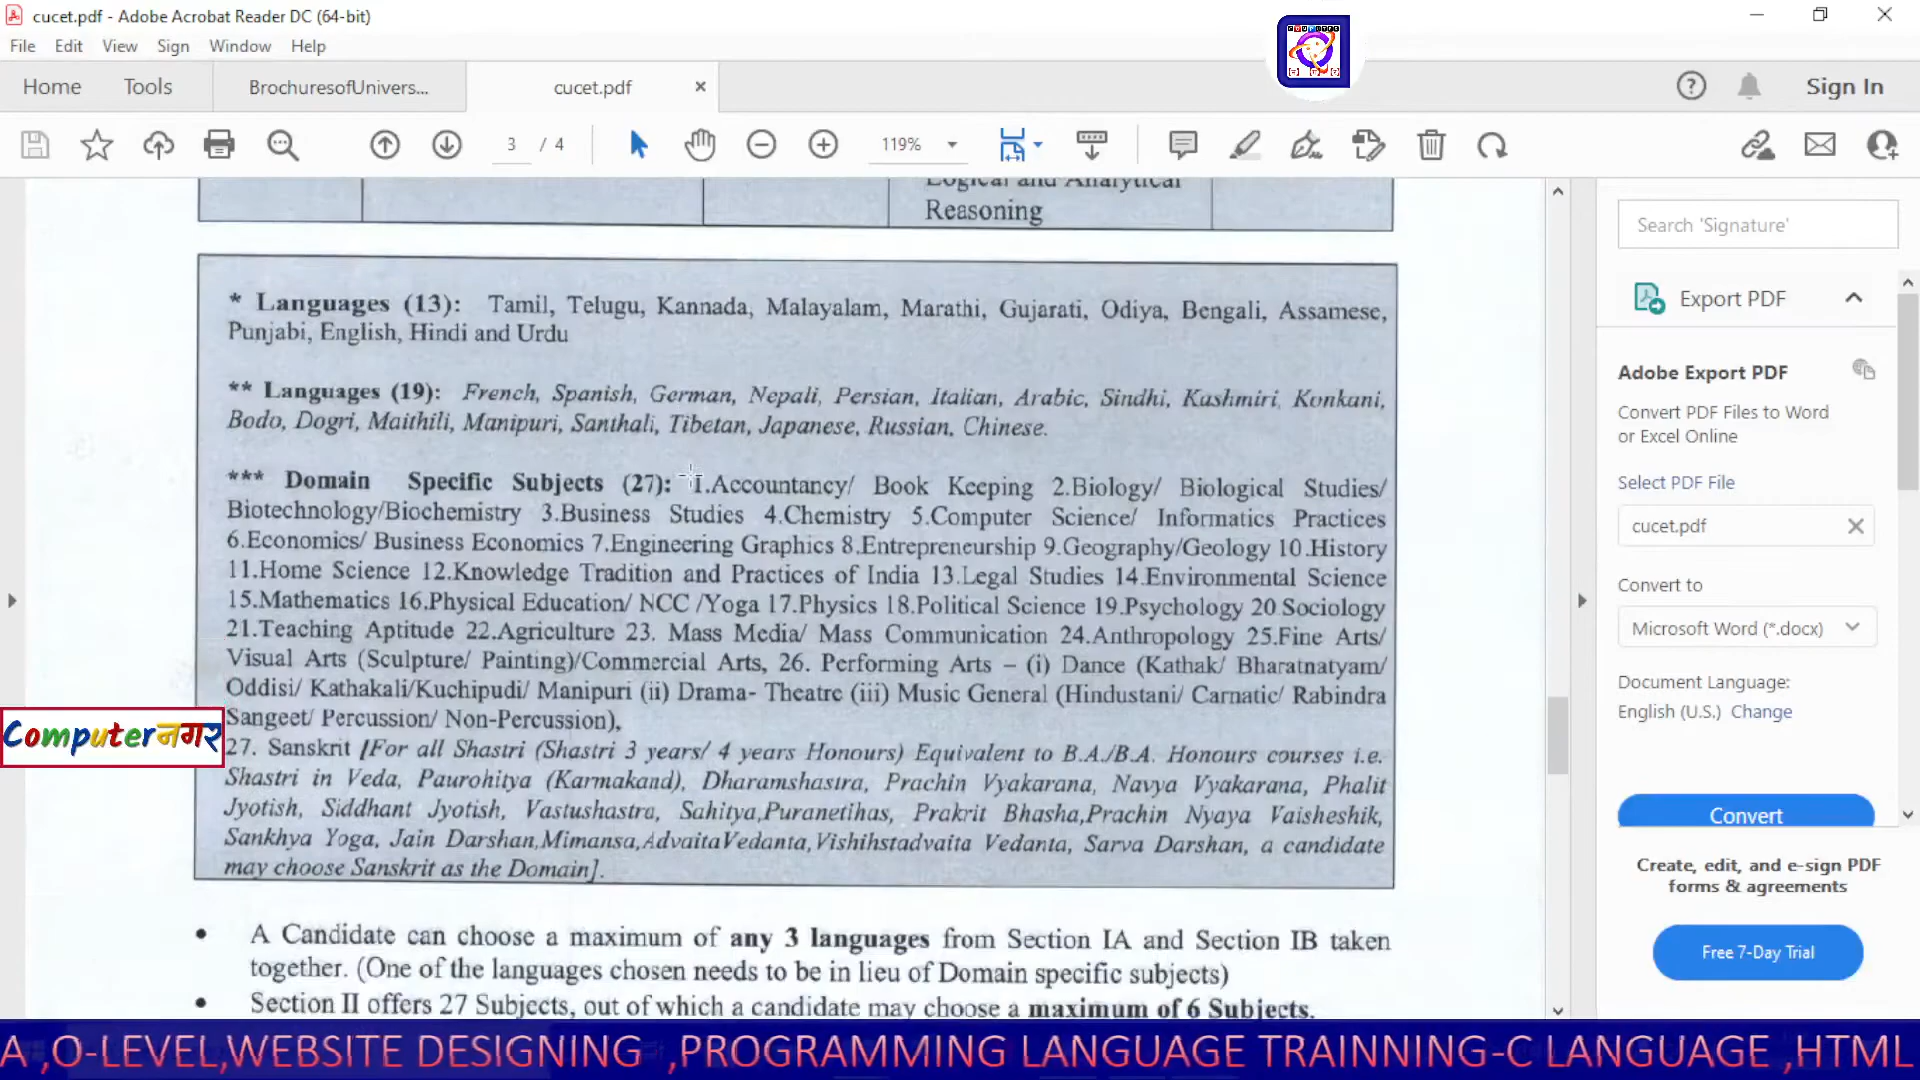 cucet.pdf - Adobe Acrobat Reader DC (64-bit)
File Edit View Sign Window Help
Home Tools BrochuresofUnivers... cucet.pdf Sign In
3 / 4 119%
Logical and Analytical
Reasoning
* Languages (13): Tamil, Telugu, Kannada, Malayalam, Marathi, Gujarati, Odiya, Bengali, Assamese,
Punjabi, English, Hindi and Urdu
** Languages (19): French, Spanish, German, Nepali, Persian, Italian, Arabic, Sindhi, Kashmiri, Konkani,
Bodo, Dogri, Maithili, Manipuri, Santhali, Tibetan, Japanese, Russian, Chinese.
*** Domain Specific Subjects (27): 1.Accountancy/ Book Keeping 2.Biology/ Biological Studies/
Biotechnology/Biochemistry 3.Business Studies 4.Chemistry 5.Computer Science/ Informatics Practices
6.Economics/ Business Economics 7.Engineering Graphics 8.Entrepreneurship 9.Geography/Geology 10.History
11.Home Science 12.Knowledge Tradition and Practices of India 13.Legal Studies 14.Environmental Science
15.Mathematics 16.Physical Education/ NCC /Yoga 17.Physics 18.Political Science 19.Psychology 20 Sociology
21.Teaching Aptitude 22.Agriculture 23. Mass Media/ Mass Communication 24.Anthropology 25.Fine Arts/
Visual Arts (Sculpture/ Painting)/Commercial Arts, 26. Performing Arts – (i) Dance (Kathak/ Bharatnatyam/
Oddisi/ Kathakali/Kuchipudi/ Manipuri (ii) Drama- Theatre (iii) Music General (Hindustani/ Carnatic/ Rabindra
Sangeet/ Percussion/ Non-Percussion),
27. Sanskrit [For all Shastri (Shastri 3 years/ 4 years Honours) Equivalent to B.A./B.A. Honours courses i.e.
Shastri in Veda, Paurohitya (Karmakand), Dharamshastra, Prachin Vyakarana, Navya Vyakarana, Phalit
Jyotish, Siddhant Jyotish, Vastushastra, Sahitya,Puranetihas, Prakrit Bhasha,Prachin Nyaya Vaisheshik,
Sankhya Yoga, Jain Darshan,Mimansa,AdvaitaVedanta,Vishihstadvaita Vedanta, Sarva Darshan, a candidate
may choose Sanskrit as the Domain].
• A Candidate can choose a maximum of any 3 languages from Section IA and Section IB taken
together. (One of the languages chosen needs to be in lieu of Domain specific subjects)
• Section II offers 27 Subjects, out of which a candidate may choose a maximum of 6 Subjects.
Search 'Signature'
Export PDF
Adobe Export PDF
Convert PDF Files to Word
or Excel Online
Select PDF File
cucet.pdf
Convert to
Microsoft Word (*.docx)
Document Language:
English (U.S.) Change
Convert
Create, edit, and e-sign PDF
forms & agreements
Free 7-Day Trial
Computerनगर
A ,O-LEVEL,WEBSITE DESIGNING ,PROGRAMMING LANGUAGE TRAINNING-C LANGUAGE ,HTML